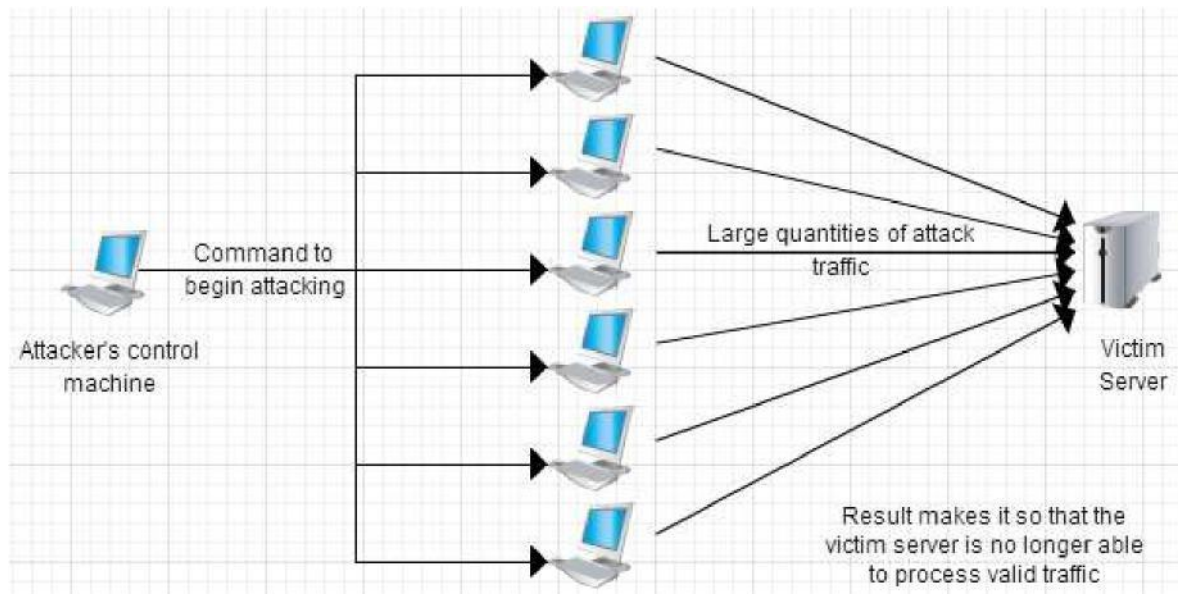 Command to
begin attacking
Attacker's control
machine
Large quantities of attack
traffic
Victim
Server
Result makes it so that the
victim server is no longer able
to process valid traffic